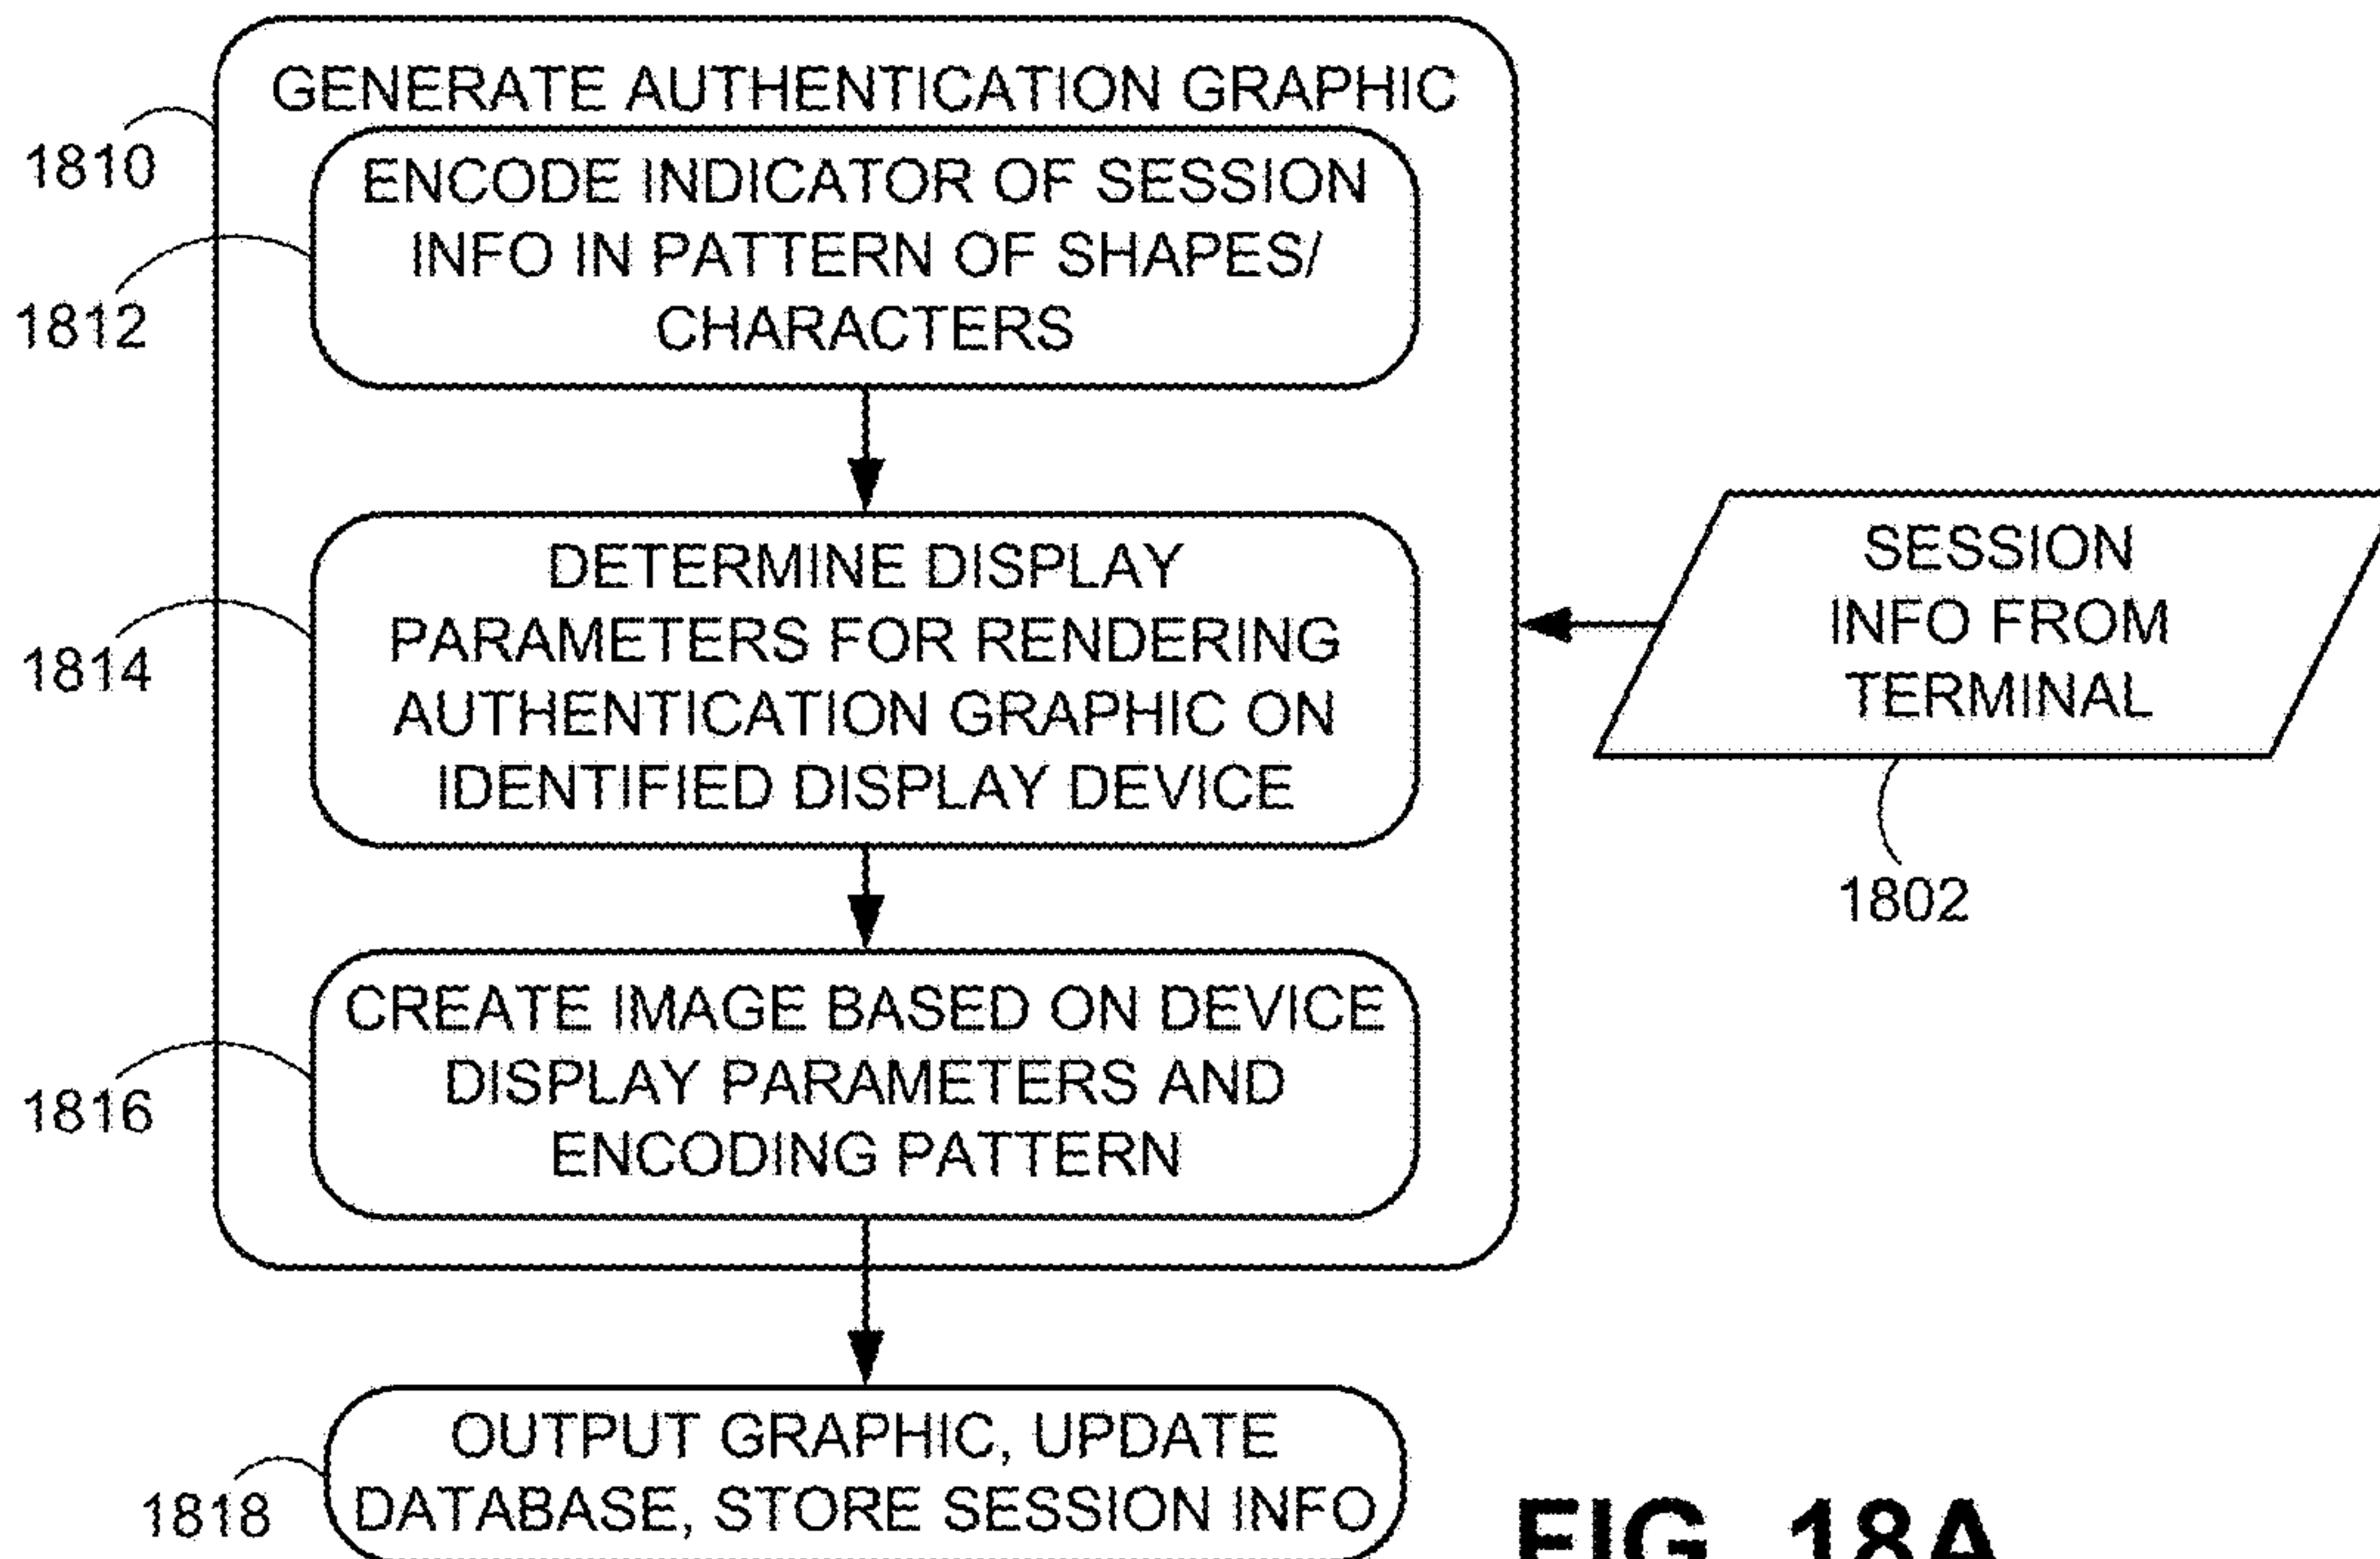 GENERATE AUTHENTICATION GRAPHIC
1810
ENCODE INDICATOR OF SESSION
INFO IN PATTERN OF SHAPES/
CHARACTERS
1812
DETERMINE DISPLAY
PARAMETERS FOR RENDERING
AUTHENTICATION GRAPHIC ON
IDENTIFIED DISPLAY DEVICE
1814
SESSION
INFO FROM
TERMINAL
1802
CREATE IMAGE BASED ON DEVICE
DISPLAY PARAMETERS AND
ENCODING PATTERN
1816
OUTPUT GRAPHIC, UPDATE
DATABASE, STORE SESSION INFO
1818
FIG. 18A